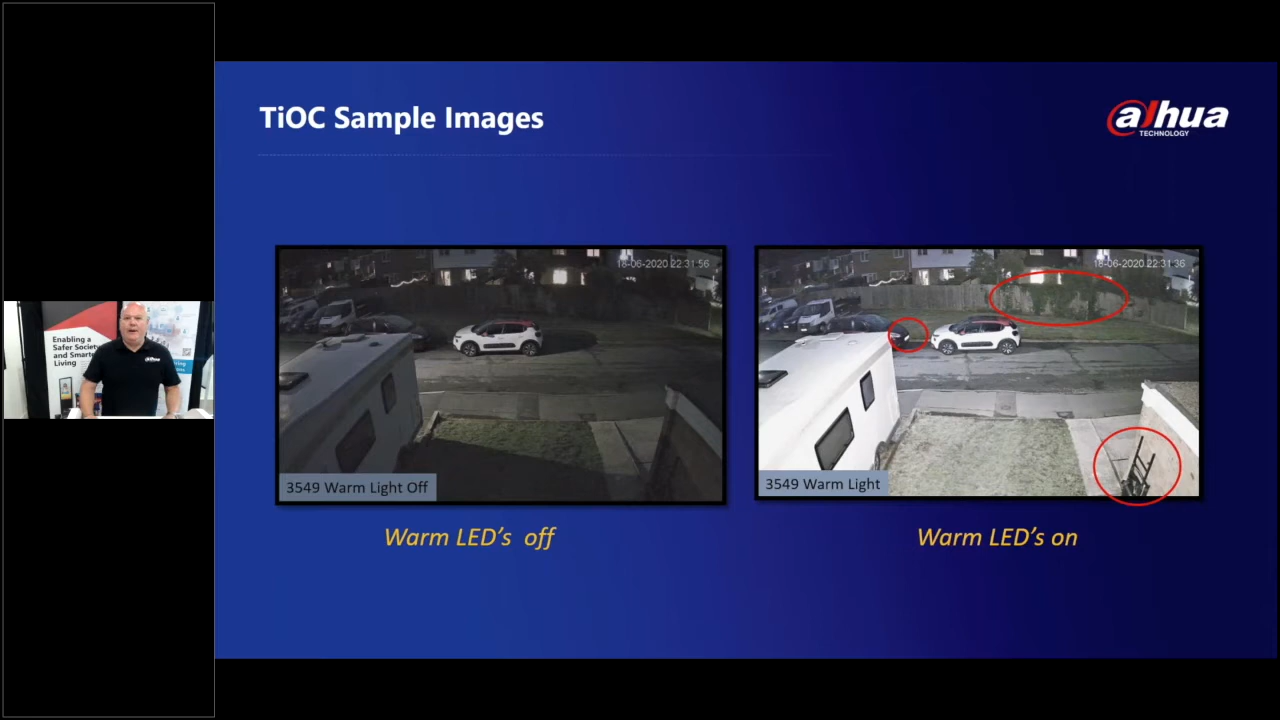 TiOC Sample Images
alhua
TECHNOLOGY
18-06-2020 22:31:56
18-06-2020 22:31:36
Enabling a
Safer Society
and Smarte
Living
3549 Warm Light Off
3549 Warm Light
Warm LED’s  off
Warm LED’s on